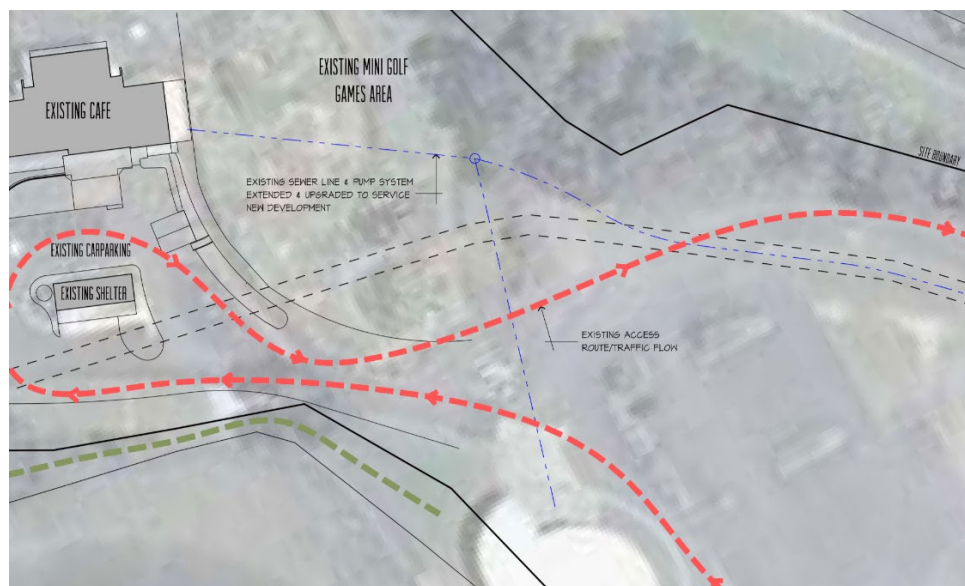 EXISTING MINI GOLF
GAMES AREA
EXISTING CAFE
SITE BOUNDARY
EXISTING SEWER LINE & PUMP SYSTEM
EXTENDED & UPGRADED TO SERVICE
NEW DEVELOPMENT
EXISTING CARPARKING
EXISTING SHELTER
EXISTING ACCESS
ROUTE/TRAFFIC FLOW